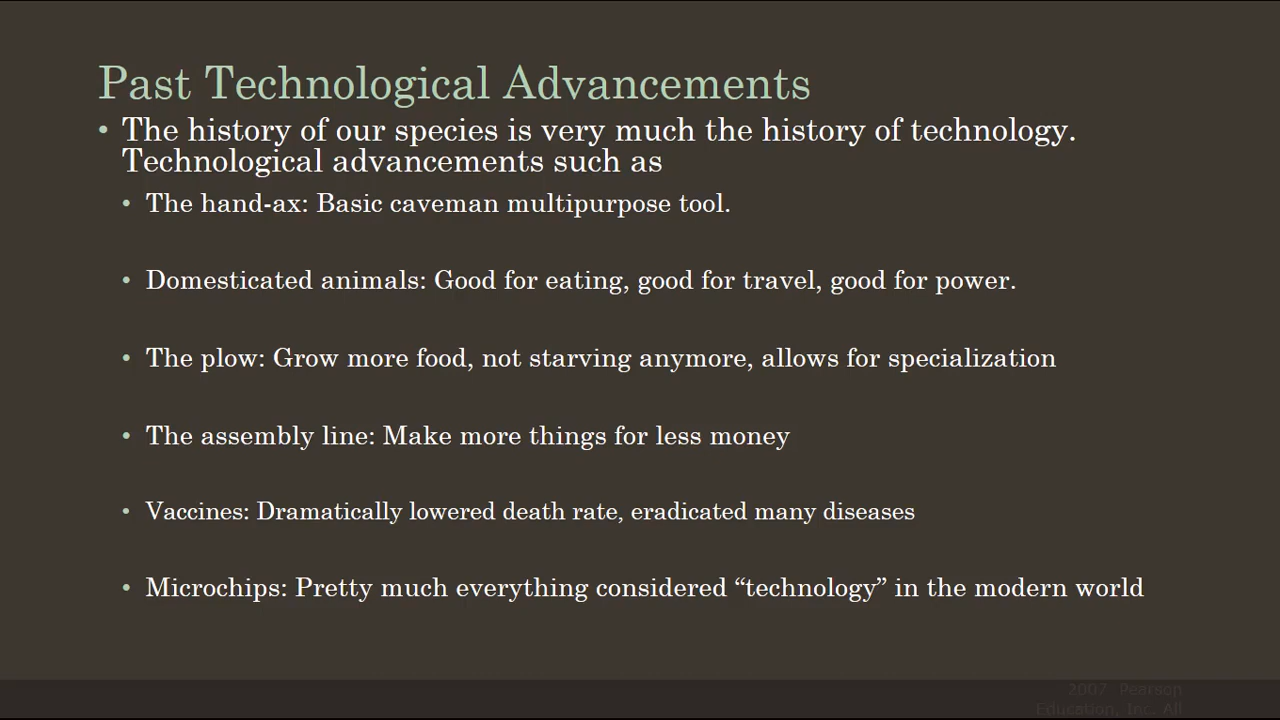 Past Technological Advancements
• The history of our species is very much the history of technology.
Technological advancements such as
• The hand-ax: Basic caveman multipurpose tool.
• Domesticated animals: Good for eating, good for travel, good for power.
• The plow: Grow more food, not starving anymore, allows for specialization
• The assembly line: Make more things for less money
• Vaccines: Dramatically lowered death rate, eradicated many diseases
• Microchips: Pretty much everything considered “technology” in the modern world
2007 Pearson
Education, Inc. All